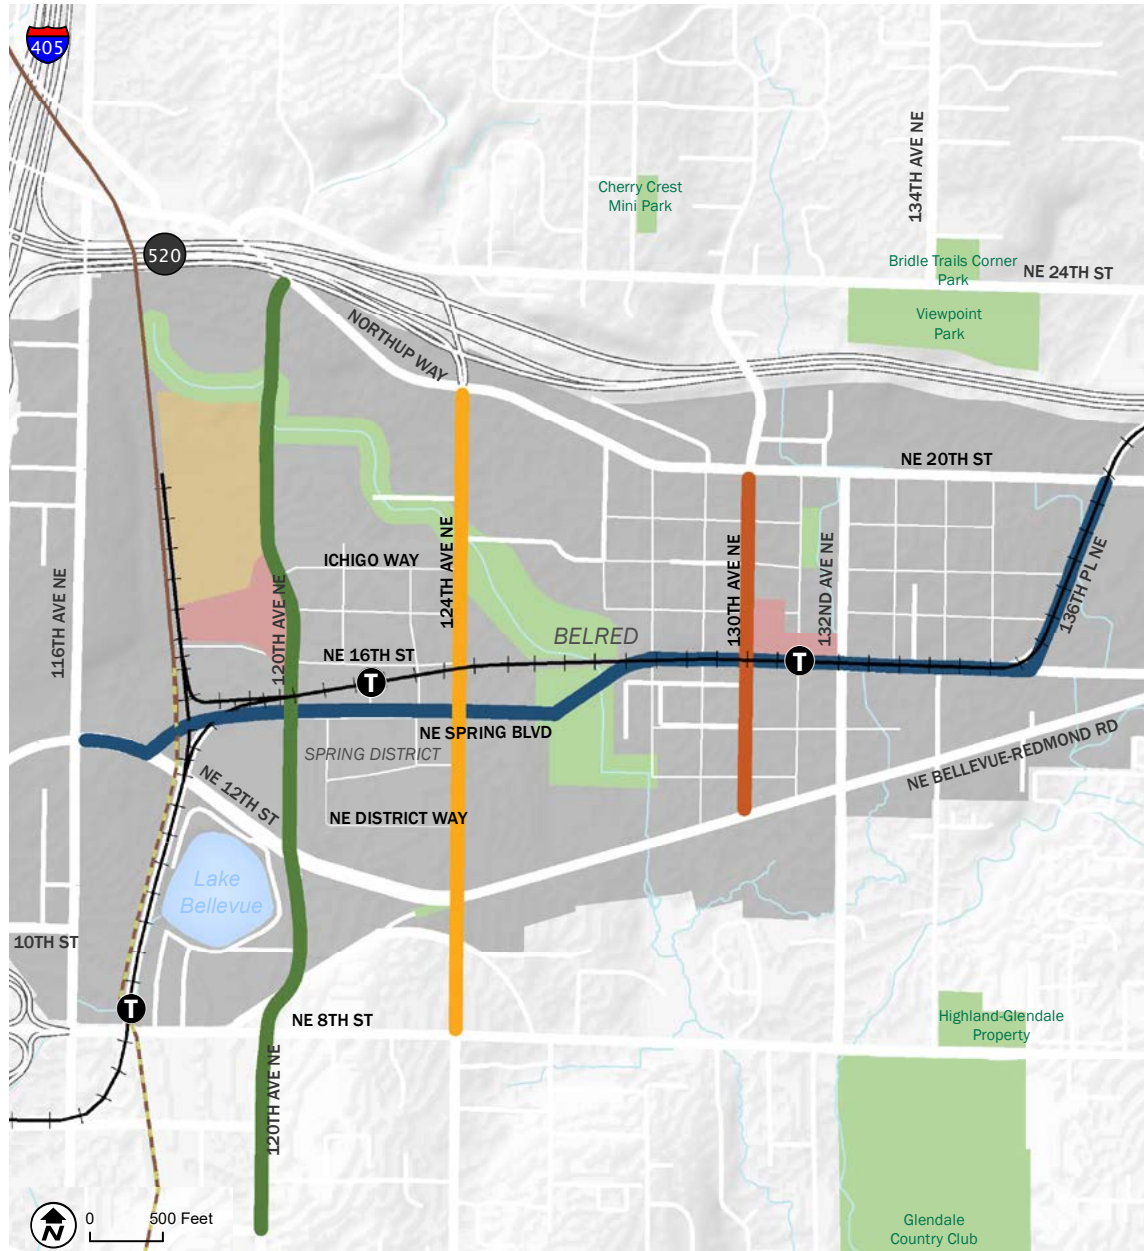 405
134TH AVE NE
Cherry Crest
Mini Park
520
Bridle Trails Corner
Park
NE 24TH ST
Viewpoint
Park
NORTHUP WAY
NE 20TH ST
124TH AVE NE
130TH AVE NE
132ND AVE NE
136TH PL NE
116TH AVE NE
ICHIGO WAY
120TH AVE NE
BELRED
NE 16TH ST
T
T
NE SPRING BLVD
SPRING DISTRICT
NE BELLEVUE-REDMOND RD
NE 12TH ST
NE DISTRICT WAY
Lake
Bellevue
10TH ST
T
NE 8TH ST
Highland-Glendale
Property
120TH AVE NE
N
0 500 Feet
Glendale
Country Club